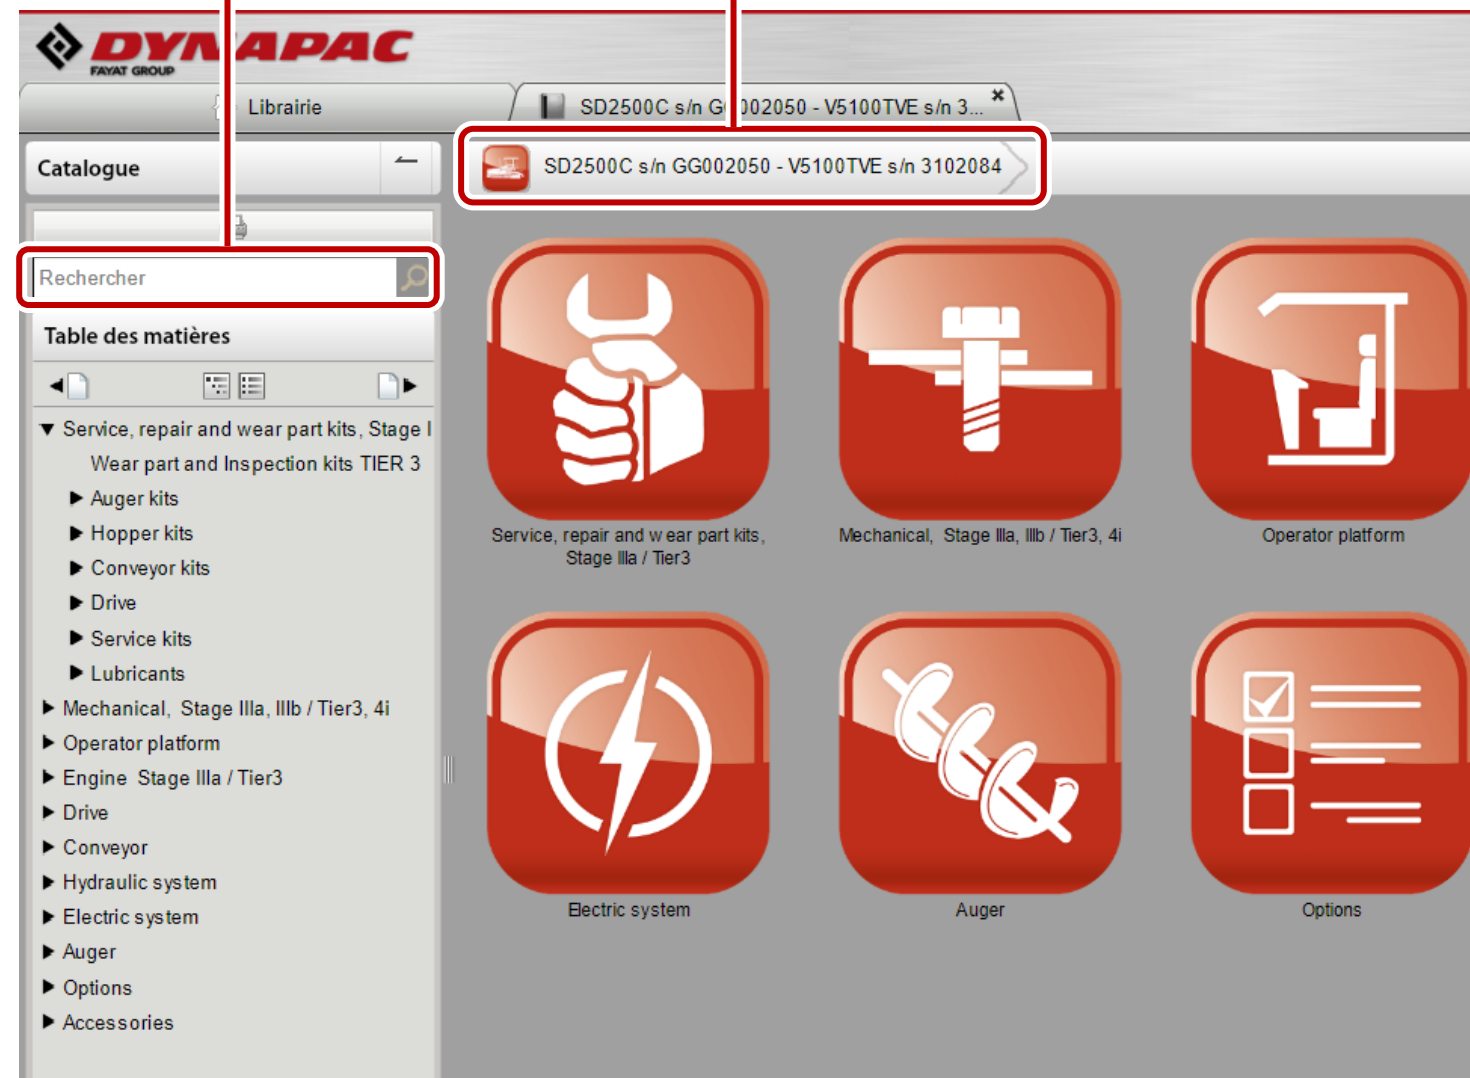 DYNAPAC
FAYAT GROUP
Librairie
SD2500C s/n G 002050 - V5100TVE s/n 3...
Catalogue
SD2500C s/n GG002050 - V5100TVE s/n 3102084
Rechercher
Table des matières
Service, repair and wear part kits, Stage I
Wear part and Inspection kits TIER 3
Auger kits
Hopper kits
Conveyor kits
Drive
Service kits
Lubricants
Mechanical, Stage IIIa, IIIb / Tier3, 4i
Operator platform
Engine Stage IIIa / Tier3
Drive
Conveyor
Hydraulic system
Electric system
Auger
Options
Accessories
Service, repair and wear part kits,
Stage IIIa / Tier3
Mechanical, Stage IIIa, IIIb / Tier3, 4i
Operator platform
Electric system
Auger
Options